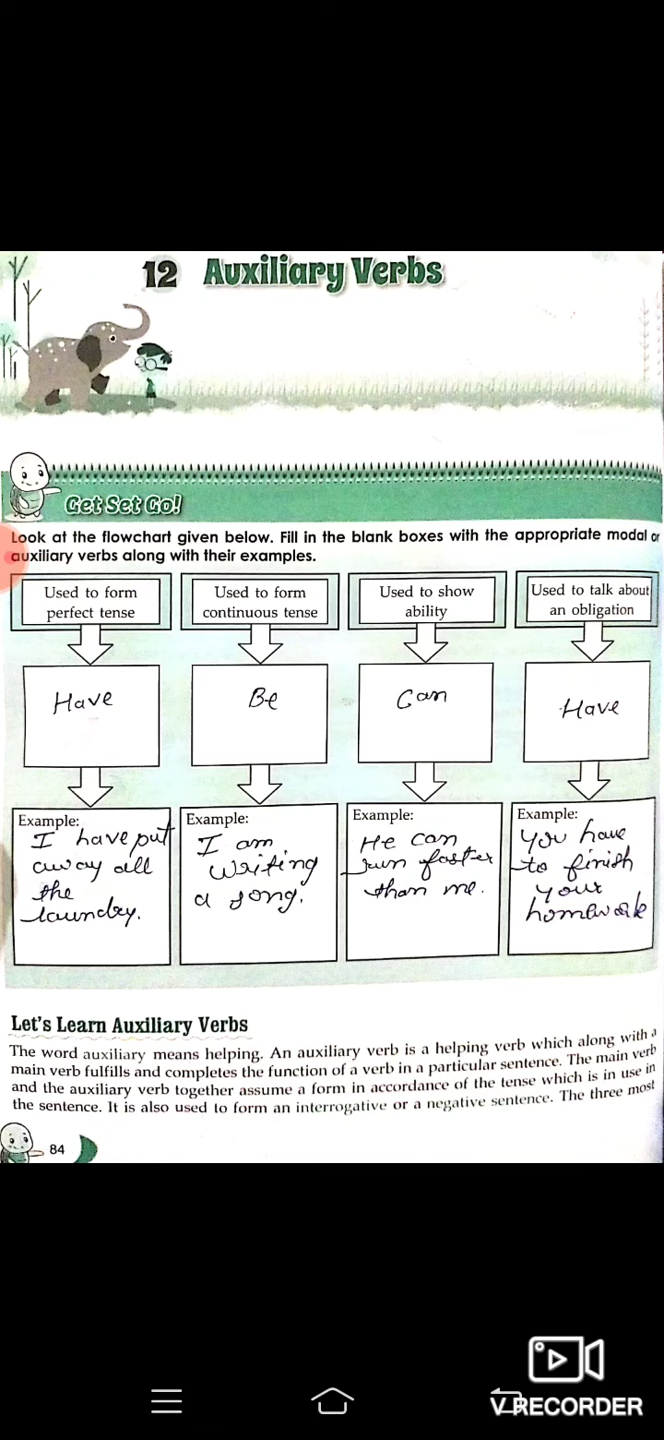 12 Auxiliary Verbs
Get Set Go!
Look at the flowchart given below. Fill in the blank boxes with the appropriate modal or
auxiliary verbs along with their examples.
Used to form
perfect tense
Used to form
continuous tense
Used to show
ability
Used to talk about
an obligation
Have
Be
Can
Have
Example:
I have put
away all
the
laundry.
Example:
I am
writing
a song.
Example:
He can
run faster
than me.
Example:
You have
to finish
your
homework
Let's Learn Auxiliary Verbs
The word auxiliary means helping. An auxiliary verb is a helping verb which along with a
main verb fulfills and completes the function of a verb in a particular sentence. The main verb
and the auxiliary verb together assume a form in accordance of the tense which is in use in
the sentence. It is also used to form an interrogative or a negative sentence. The three most
84
V RECORDER